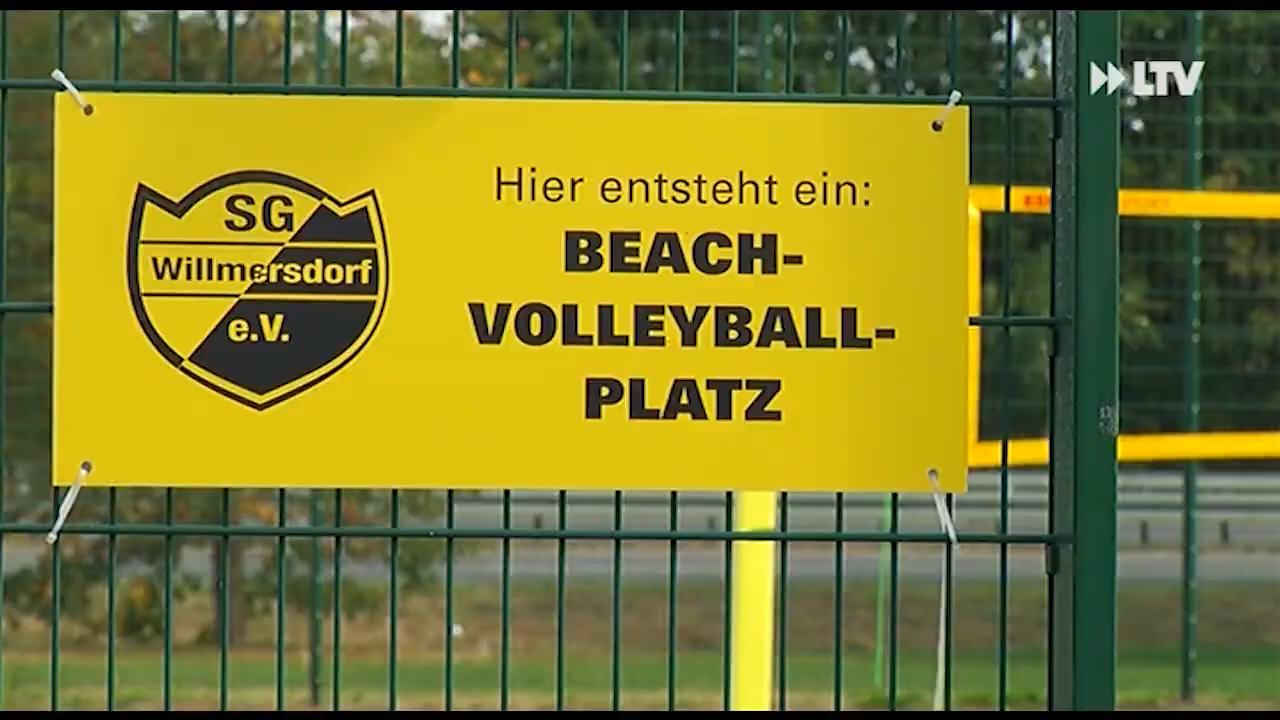 LTV
SG
Willmersdorf
e.V.
Hier entsteht ein:
BEACH-
VOLLEYBALL-
PLATZ